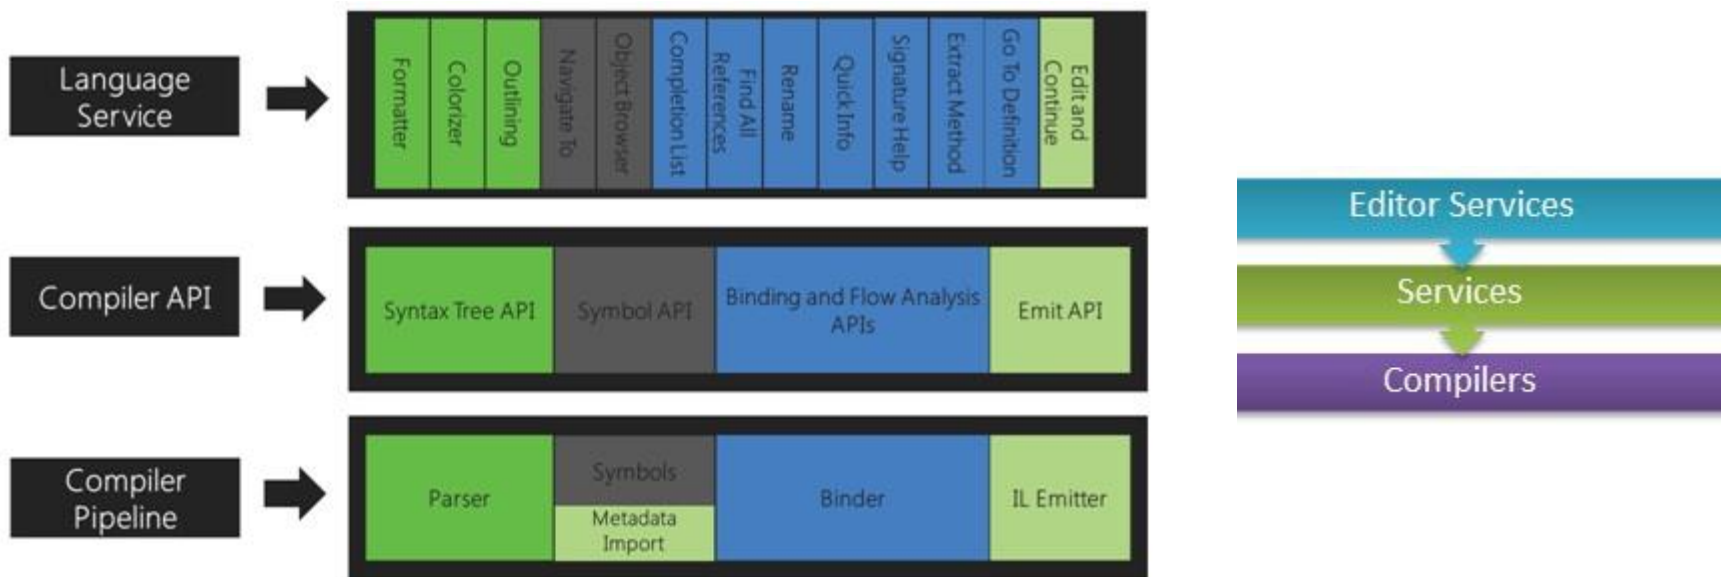 Language
Service
Formatter
Colorizer
Outlining
Navigate To
Object Browser
Completion List
Find All
References
Rename
Quick Info
Signature Help
Extract Method
Go To Definition
Edit and
Continue
Compiler API
Syntax Tree API
Symbol API
Binding and Flow Analysis
APIs
Emit API
Compiler
Pipeline
Parser
Symbols
Metadata
Import
Binder
IL Emitter
Editor Services
Services
Compilers